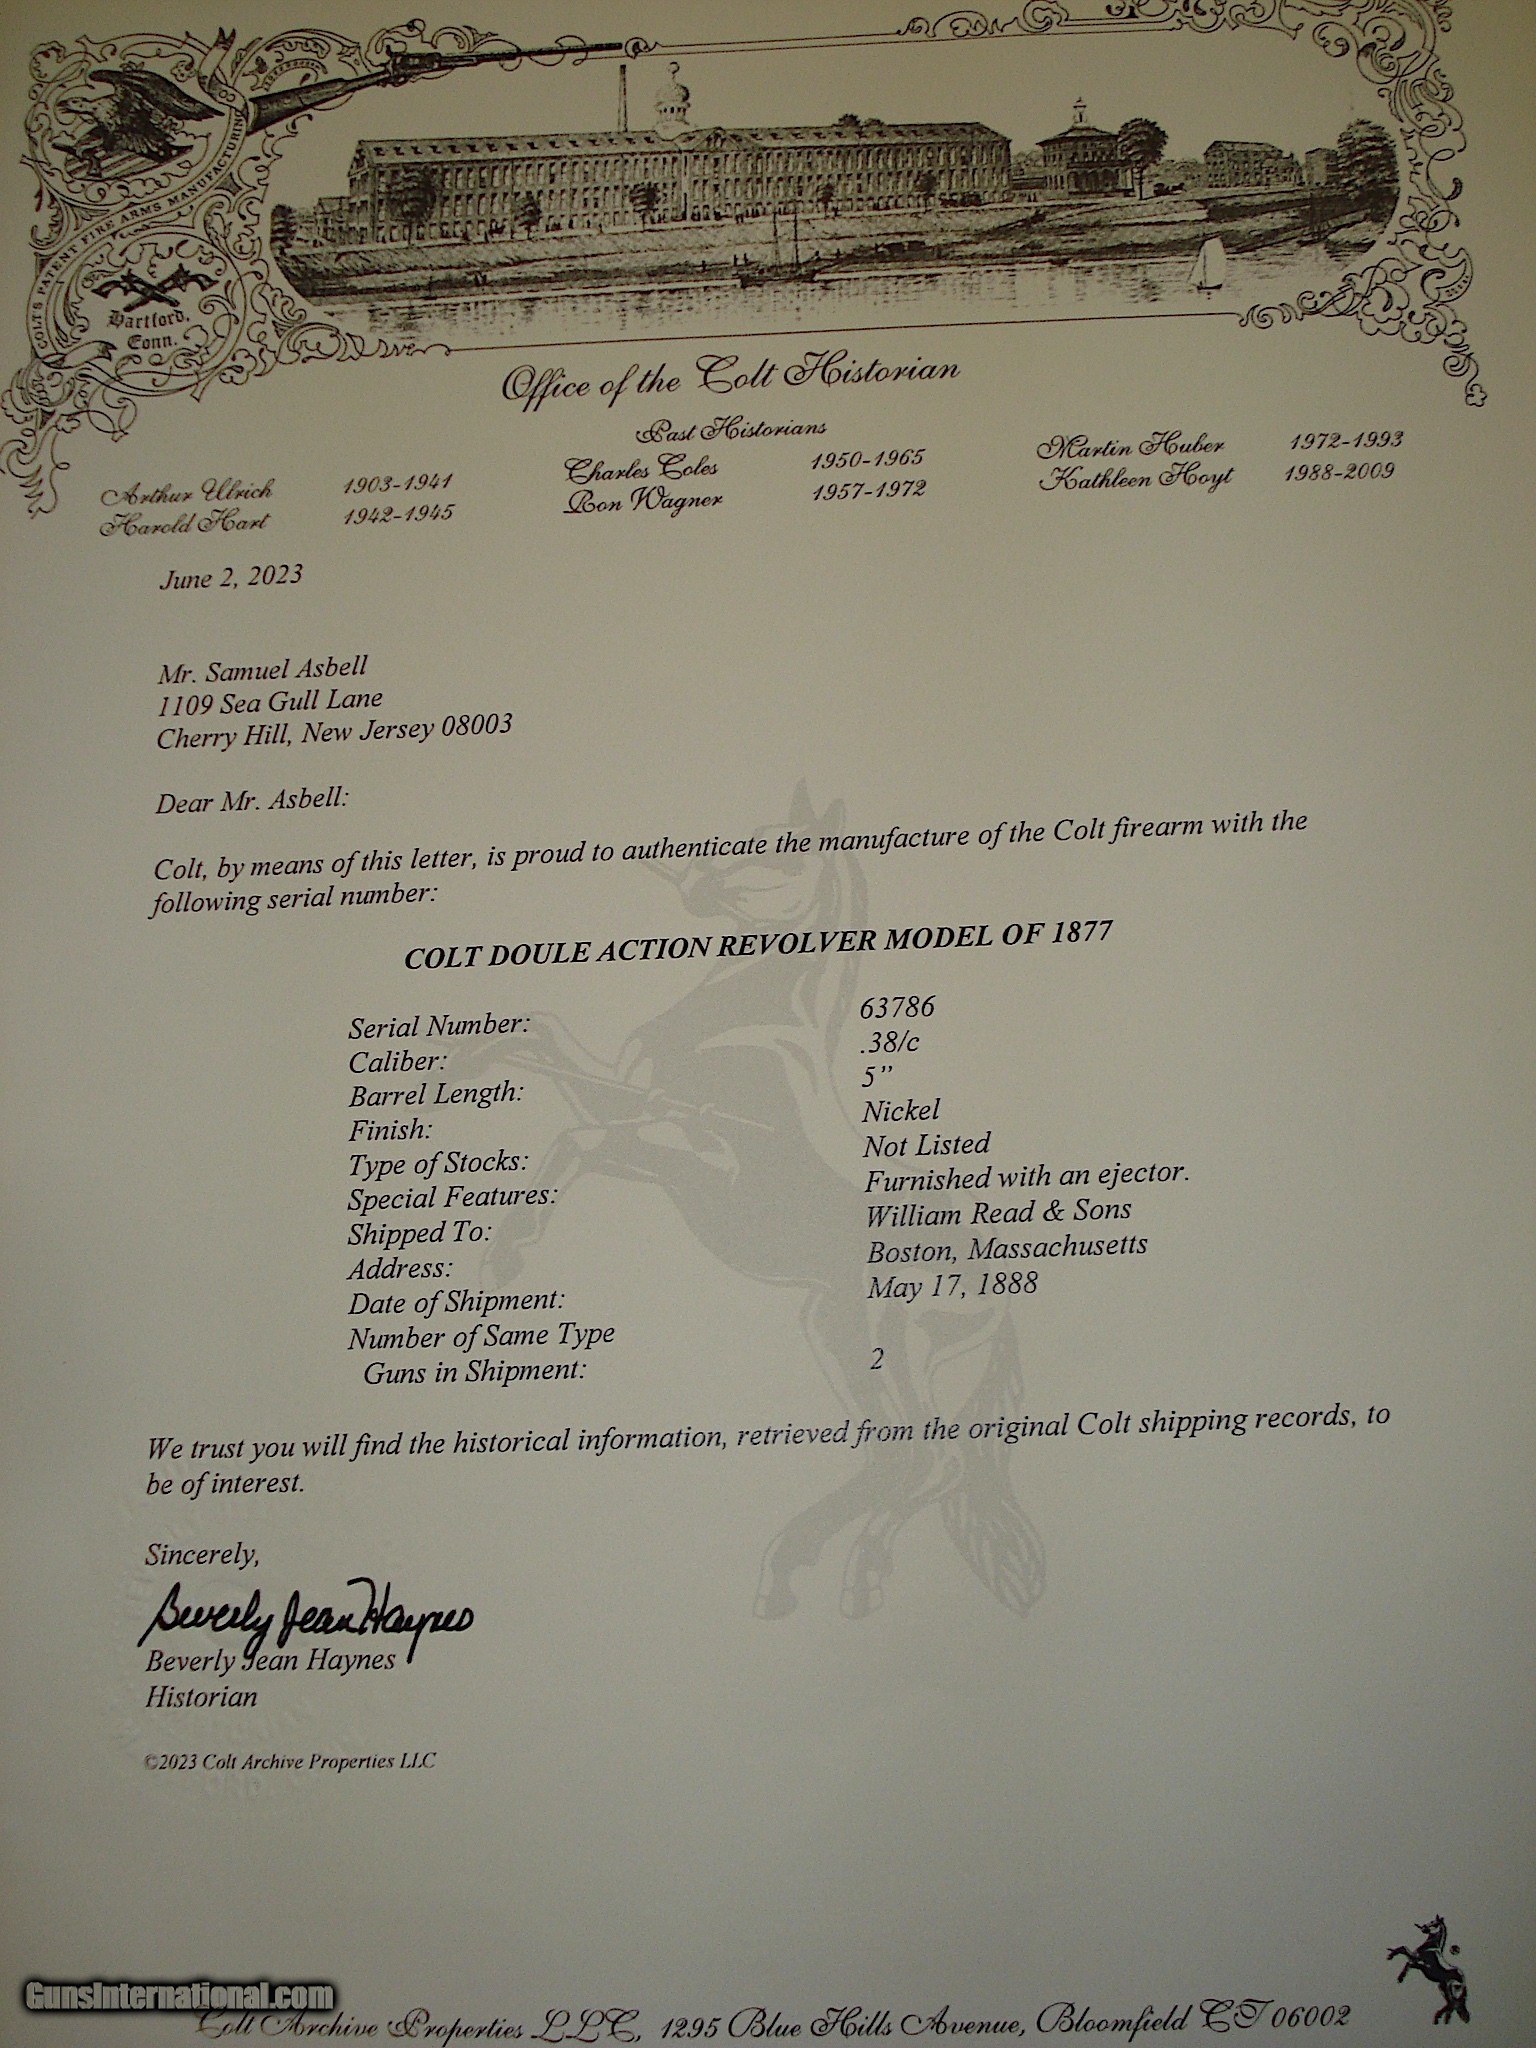 COLT'S PATENT FIRE ARMS MANUFACTURING Co
Hartford,
Conn.
Office of the Colt Historian
Past Historians
Arthur Ulrich 1903-1941 Charles Coles 1950-1965 Martin Huber 1972-1993
Harold Hart 1942-1945 Ron Wagner 1957-1972 Kathleen Hoyt 1988-2009
June 2, 2023
Mr. Samuel Asbell
1109 Sea Gull Lane
Cherry Hill, New Jersey 08003
Dear Mr. Asbell:
Colt, by means of this letter, is proud to authenticate the manufacture of the Colt firearm with the
following serial number:
COLT DOULE ACTION REVOLVER MODEL OF 1877
Serial Number: 63786
Caliber: .38/c
Barrel Length: 5"
Finish: Nickel
Type of Stocks: Not Listed
Special Features: Furnished with an ejector.
Shipped To: William Read & Sons
Address: Boston, Massachusetts
Date of Shipment: May 17, 1888
Number of Same Type
Guns in Shipment: 2
We trust you will find the historical information, retrieved from the original Colt shipping records, to
be of interest.
Sincerely,
Beverly Jean Haynes
Beverly Jean Haynes
Historian
©2023 Colt Archive Properties LLC
GunsInternational.com
Colt Archive Properties LLC, 1295 Blue Hills Avenue, Bloomfield CT 06002